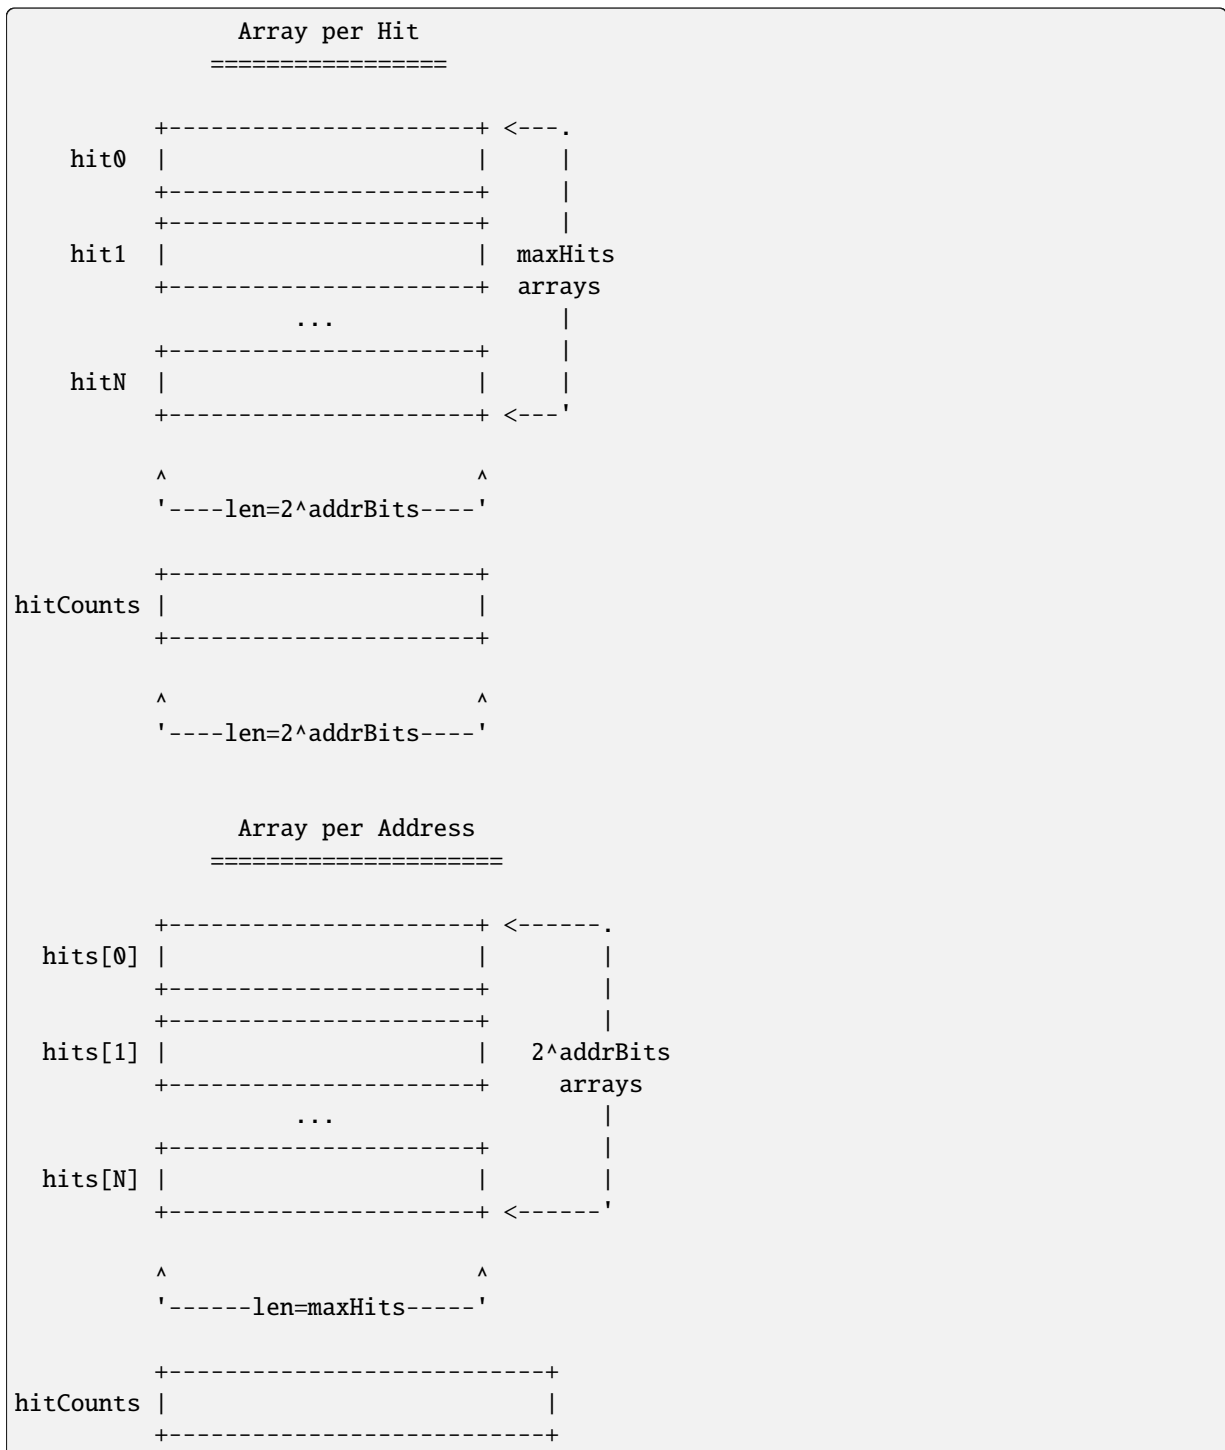 Array per Hit
              =================

          +----------------------+ <---.
    hit0  |                      |     |
          +----------------------+     |
          +----------------------+     |
    hit1  |                      |  maxHits
          +----------------------+  arrays
                    ...                |
          +----------------------+     |
    hitN  |                      |     |
          +----------------------+ <---'

          ^                      ^
          '----len=2^addrBits----'

          +----------------------+
hitCounts |                      |
          +----------------------+

          ^                      ^
          '----len=2^addrBits----'


                Array per Address
              =====================

          +----------------------+ <------.
  hits[0] |                      |        |
          +----------------------+        |
          +----------------------+        |
  hits[1] |                      |   2^addrBits
          +----------------------+     arrays
                    ...                   |
          +----------------------+        |
  hits[N] |                      |        |
          +----------------------+ <------'

          ^                      ^
          '------len=maxHits-----'

          +---------------------------+
hitCounts |                           |
          +---------------------------+